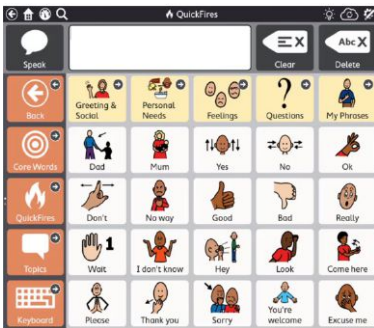 QuickFires
Speak
Clear
Abc X
Delete
Back
Greeting &
Social
Personal
Needs
Feelings
Questions
My Phrases
Core Words
Dad
Mum
Yes
No
Ok
QuickFires
Don't
No way
Good
Bad
Really
Topics
Wait
1
I don't know
Hey
Look
Come here
Keyboard
Please
Thank you
Sorry
You're
welcome
Excuse me